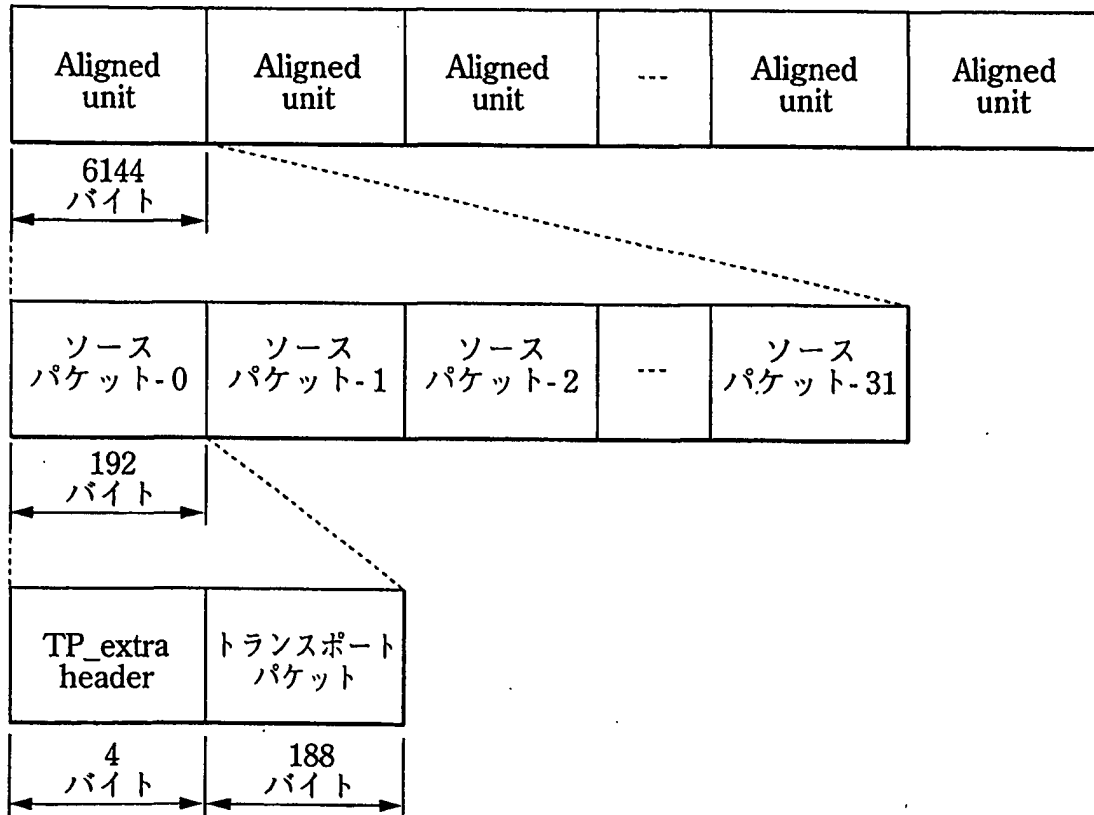 Aligned
unit
Aligned
unit
Aligned
unit
---
Aligned
unit
Aligned
unit
6144
バイト
ソース
パケット-0
ソース
パケット-1
ソース
パケット-2
---
ソース
パケット-31
192
バイト
TP_extra
header
トランスポート
パケット
4
バイト
188
バイト